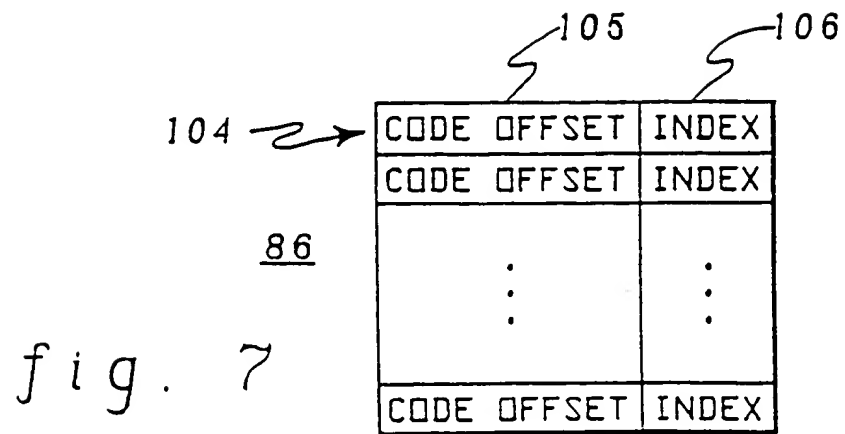 105 106
104 CODE OFFSET INDEX
CODE OFFSET INDEX
86
fig. 7
CODE OFFSET INDEX